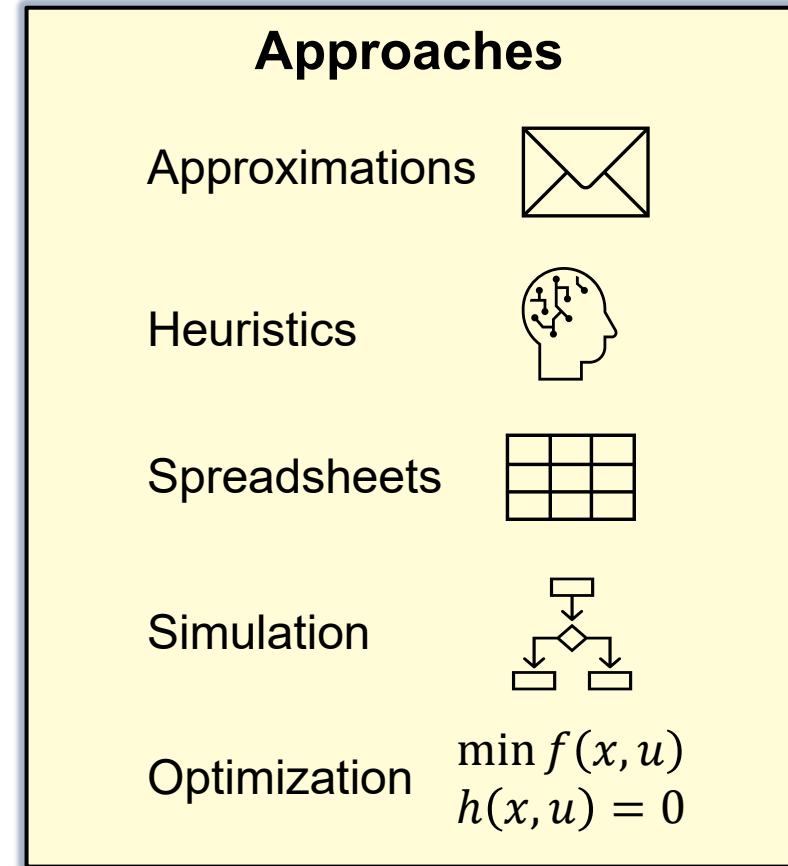 Approaches
Approximations
Heuristics
Spreadsheets
Simulation
Optimization
min f(x, u)
h(x, u) = 0